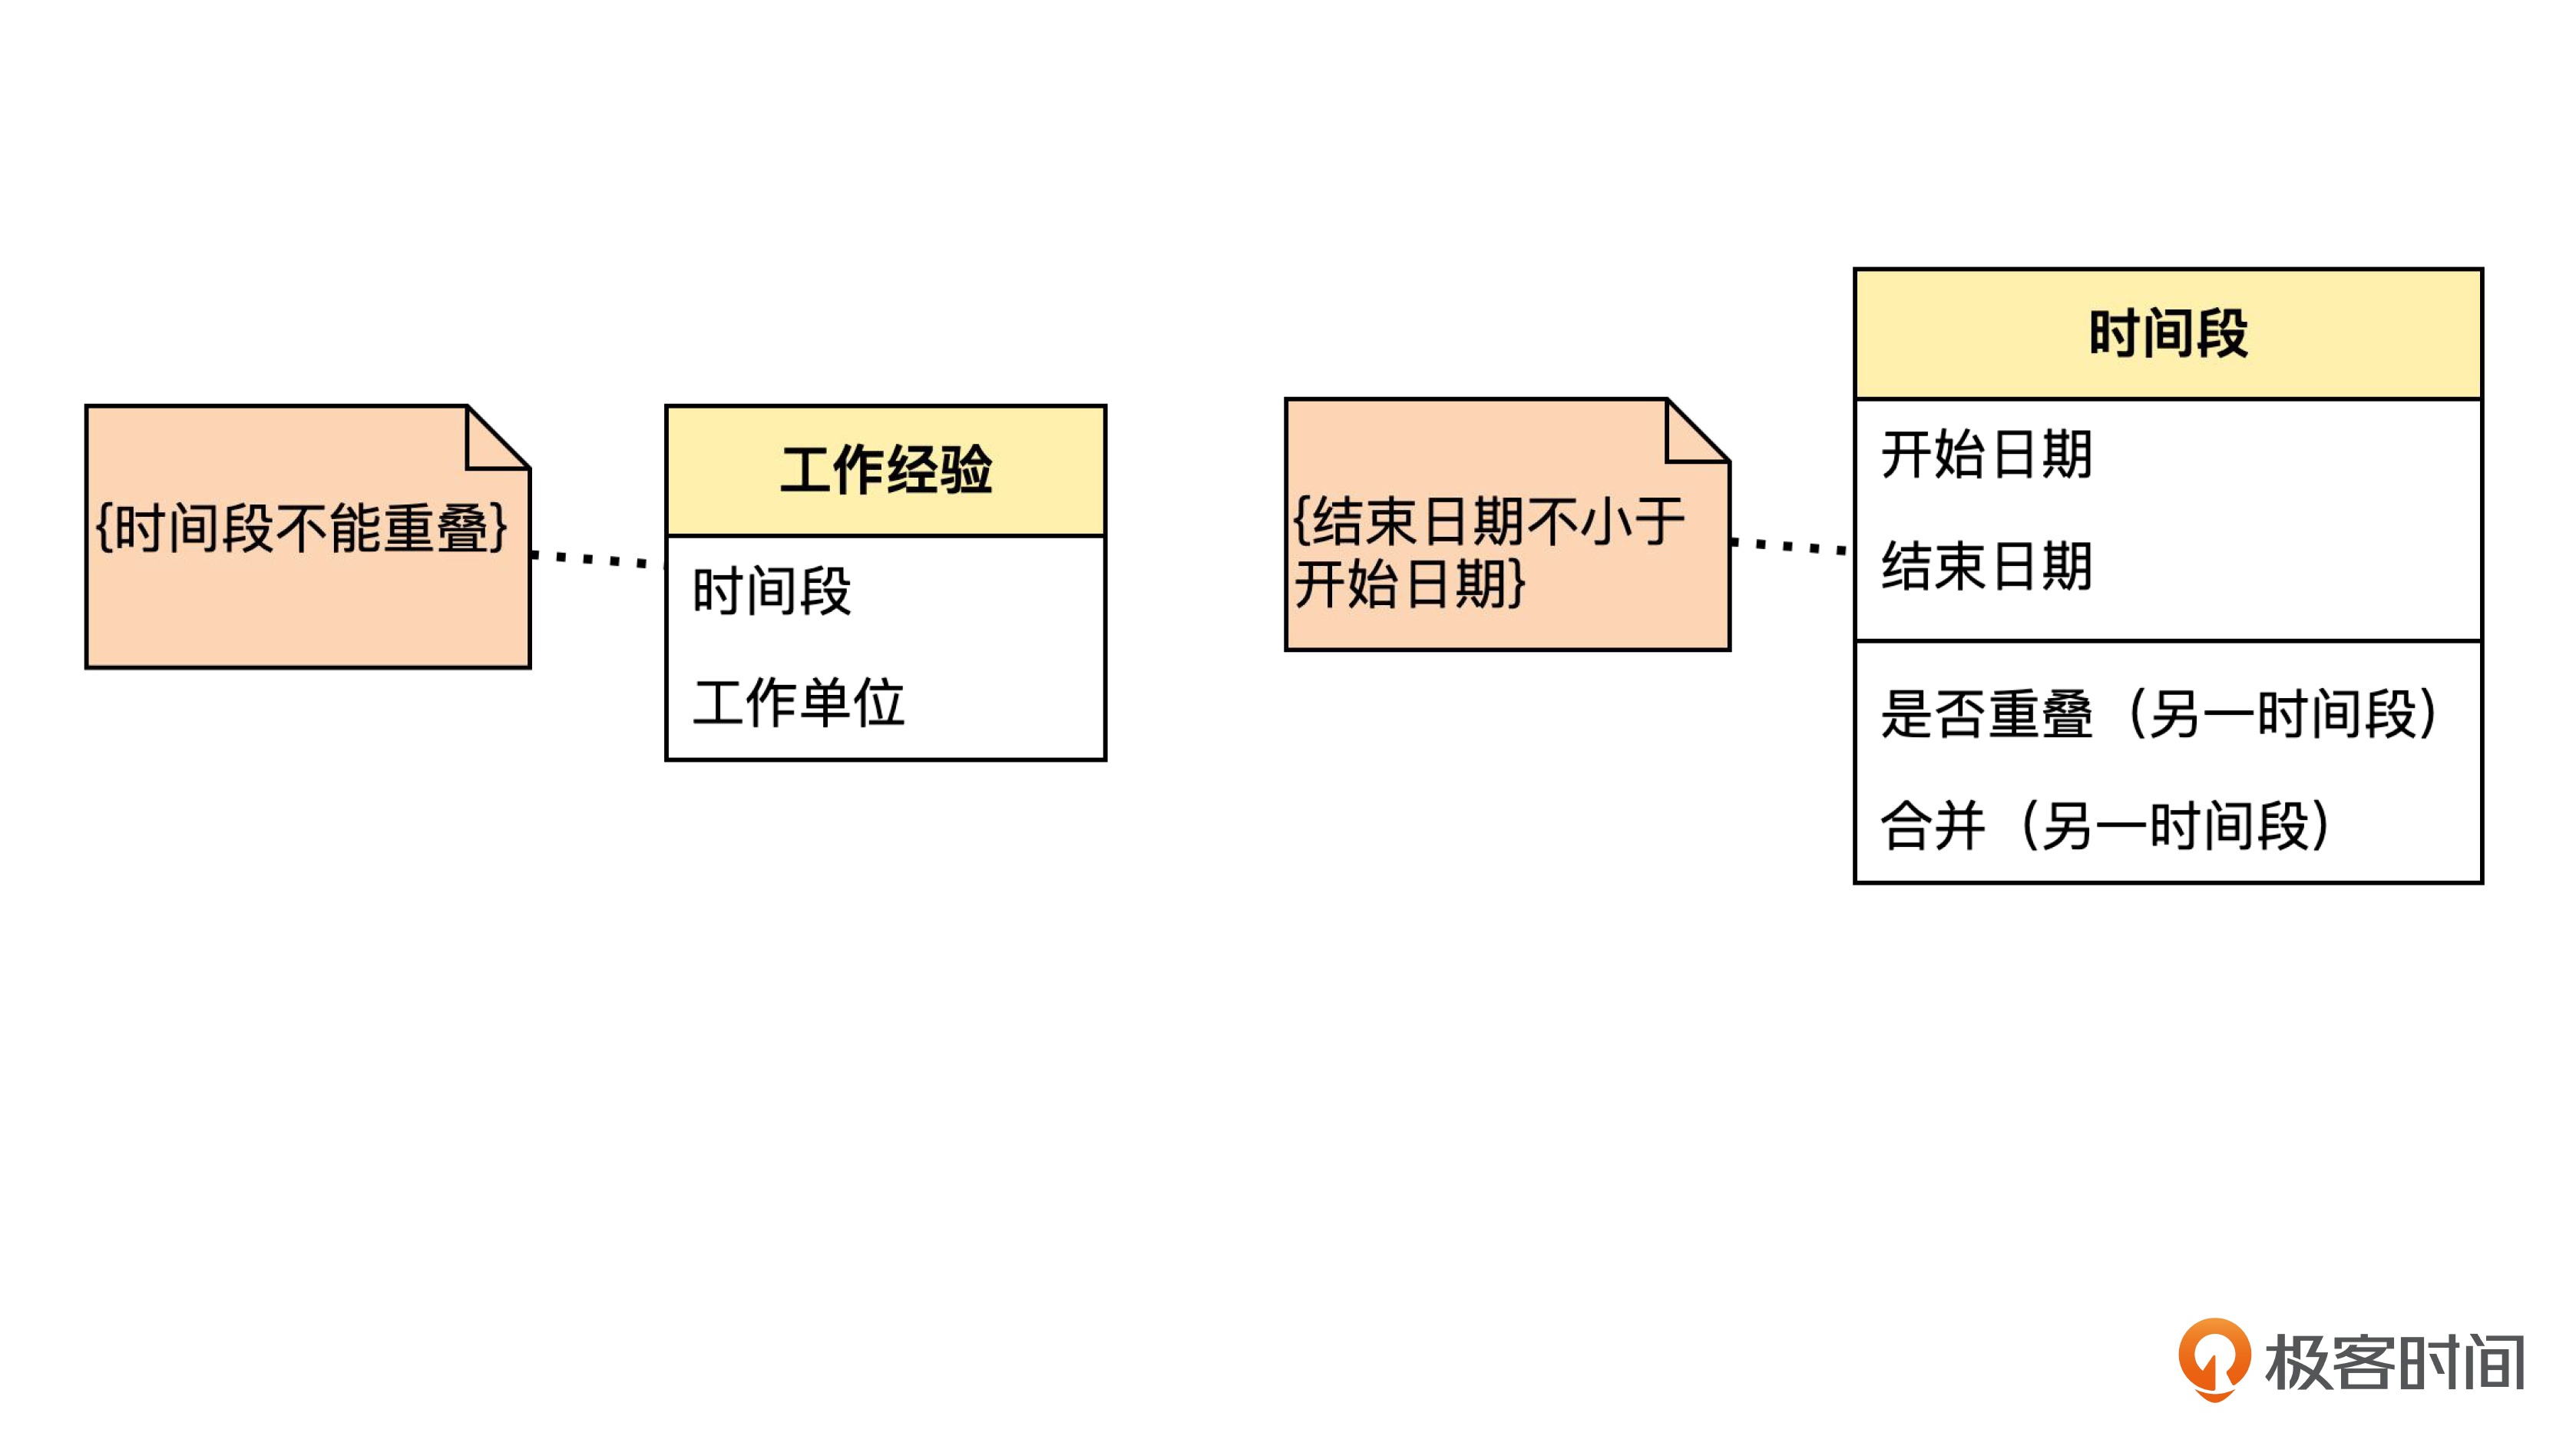 {时间段不能重叠}
工作经验
时间段
工作单位
{结束日期不小于
开始日期}
时间段
开始日期
结束日期
是否重叠（另一时间段）
合并（另一时间段）
极客时间